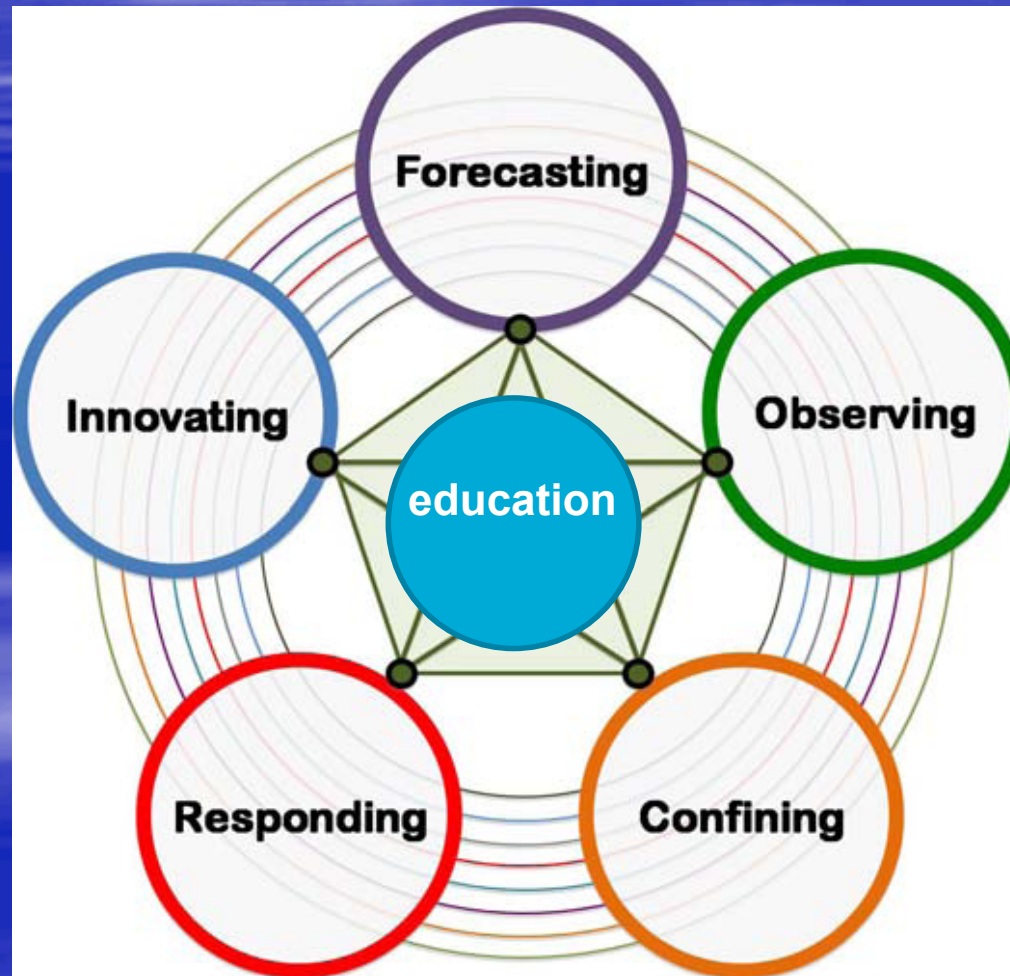 Forecasting
Innovating
Observing
education
Responding
Confining